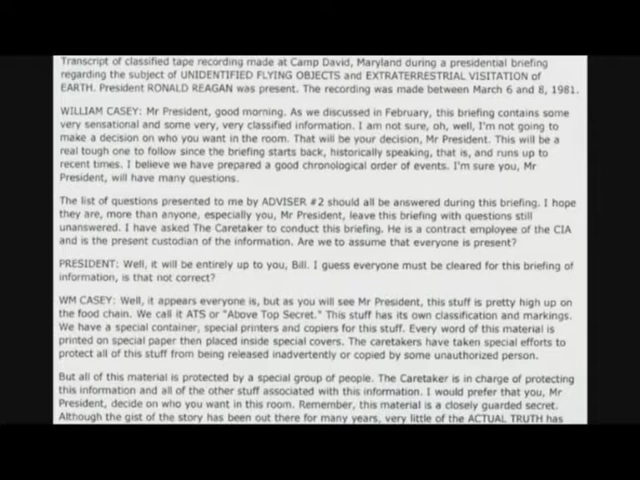 Transcript of classified tape recording made at Camp David, Maryland during a presidential briefing
regarding the subject of UNIDENTIFIED FLYING OBJECTS and EXTRATERRESTRIAL VISITATION of
EARTH. President RONALD REAGAN was present. The recording was made between March 6 and 8, 1981.
WILLIAM CASEY: Mr President, good morning. As we discussed in February, this briefing contains some
very sensational and some very, very classified information. I am not sure, oh, well, I'm not going to
make a decision on who you want in the room. That will be your decision, Mr President. This will be a
real tough one to follow since the briefing starts back, historically speaking, that is, and runs up to
recent times. I believe we have prepared a good chronological order of events. I'm sure you, Mr
President, will have many questions.
The list of questions presented to me by ADVISER #2 should all be answered during this briefing. I hope
they are, more than anyone, especially you, Mr President, leave this briefing with questions still
unanswered. I have asked The Caretaker to conduct this briefing. He is a contract employee of the CIA
and is the present custodian of the information. Are we to assume that everyone is present?
PRESIDENT: Well, it will be entirely up to you, Bill. I guess everyone must be cleared for this briefing of
information, is that not correct?
WM CASEY: Well, it appears everyone is, but as you will see Mr President, this stuff is pretty high up on
the food chain. We call it ATS or "Above Top Secret." This stuff has its own classification and markings.
We have a special container, special printers and copiers for this stuff. Every word of this material is
printed on special paper then placed inside special covers. The caretakers have taken special efforts to
protect all of this stuff from being released inadvertently or copied by some unauthorized person.
But all of this material is protected by a special group of people. The Caretaker is in charge of protecting
this information and all of the other stuff associated with this information. I would prefer that you, Mr
President, decide on who you want in this room. Remember, this material is a closely guarded secret.
Although the gist of the story has been out there for many years, very little of the ACTUAL TRUTH has